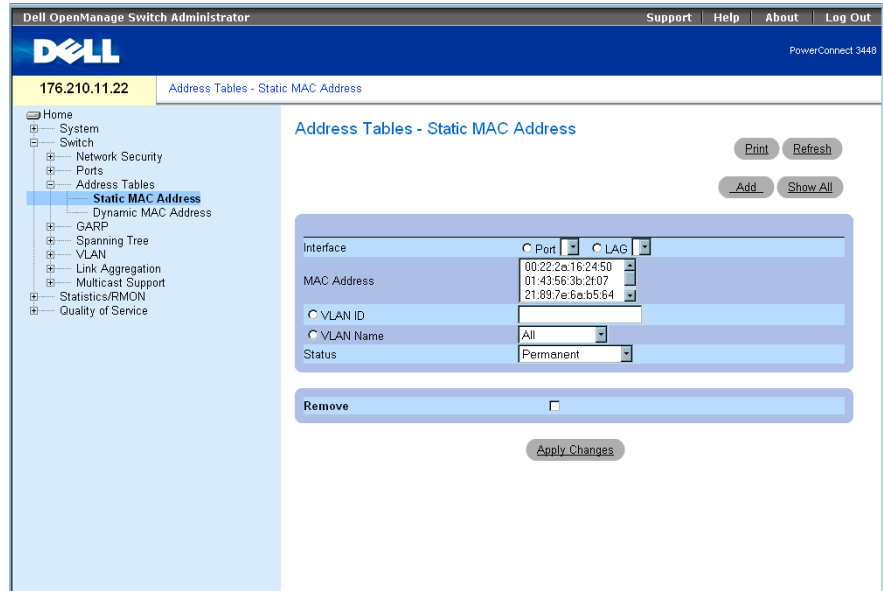 Dell OpenManage Switch Administrator Support Help About Log Out
DELL
PowerConnect 3448
176.210.11.22 Address Tables - Static MAC Address
Home
System
Switch
Network Security
Ports
Address Tables
Static MAC Address
Dynamic MAC Address
GARP
Spanning Tree
VLAN
Link Aggregation
Multicast Support
Statistics/RMON
Quality of Service
Address Tables - Static MAC Address
Print Refresh
Add Show All
Interface Port LAG
MAC Address
00:22:2a:16:24:50
01:43:56:3b:2f:07
21:89:7e:6a:b5:64
VLAN ID
VLAN Name All
Status Permanent
Remove
Apply Changes